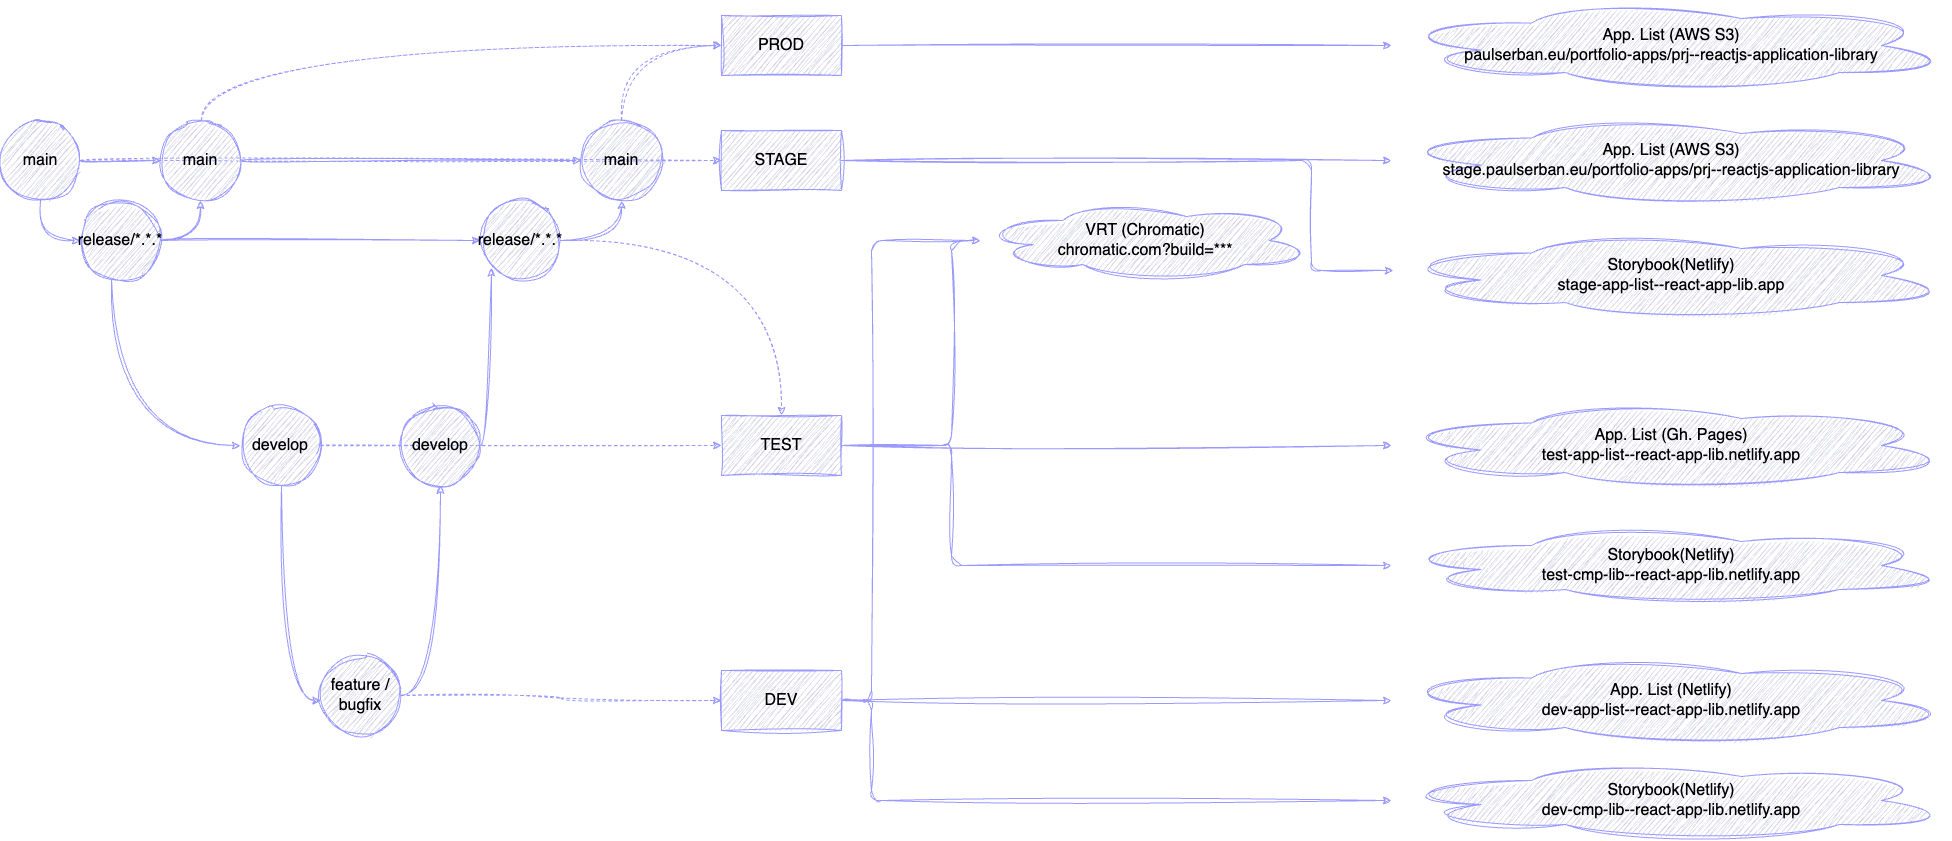 PROD
App. List (AWS S3)
paulserban.eu/portfolio-apps/prj--reactjs-application-library
main
main
main
STAGE
App. List (AWS S3)
stage.paulserban.eu/portfolio-apps/prj--reactjs-application-library
release/*.*.*
release/*.*.*
VRT (Chromatic)
chromatic.com?build=***
Storybook(Netlify)
stage-app-list--react-app-lib.app
develop
develop
TEST
App. List (Gh. Pages)
test-app-list--react-app-lib.netlify.app
Storybook(Netlify)
test-cmp-lib--react-app-lib.netlify.app
feature /
bugfix
DEV
App. List (Netlify)
dev-app-list--react-app-lib.netlify.app
Storybook(Netlify)
dev-cmp-lib--react-app-lib.netlify.app